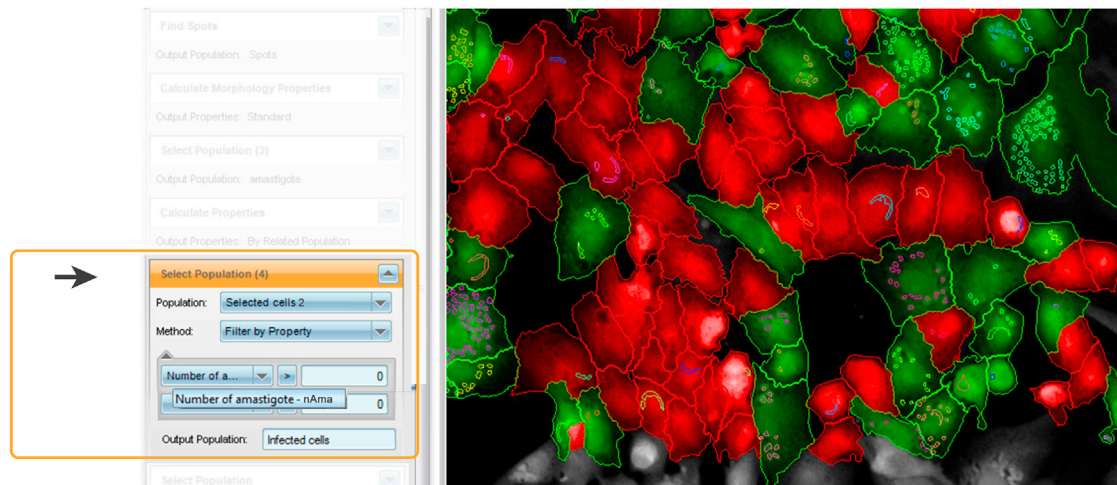 Find Spots
Output Population: Spots
Calculate Morphology Properties
Output Properties: Standard
Select Population (3)
Output Population: amastigote
Calculate Properties
Output Properties: By Related Population
Select Population (4)
Population: Selected cells 2
Method: Filter by Property
Number of a... > 0
Number of amastigote - nAma 0
Output Population: Infected cells
Select Population